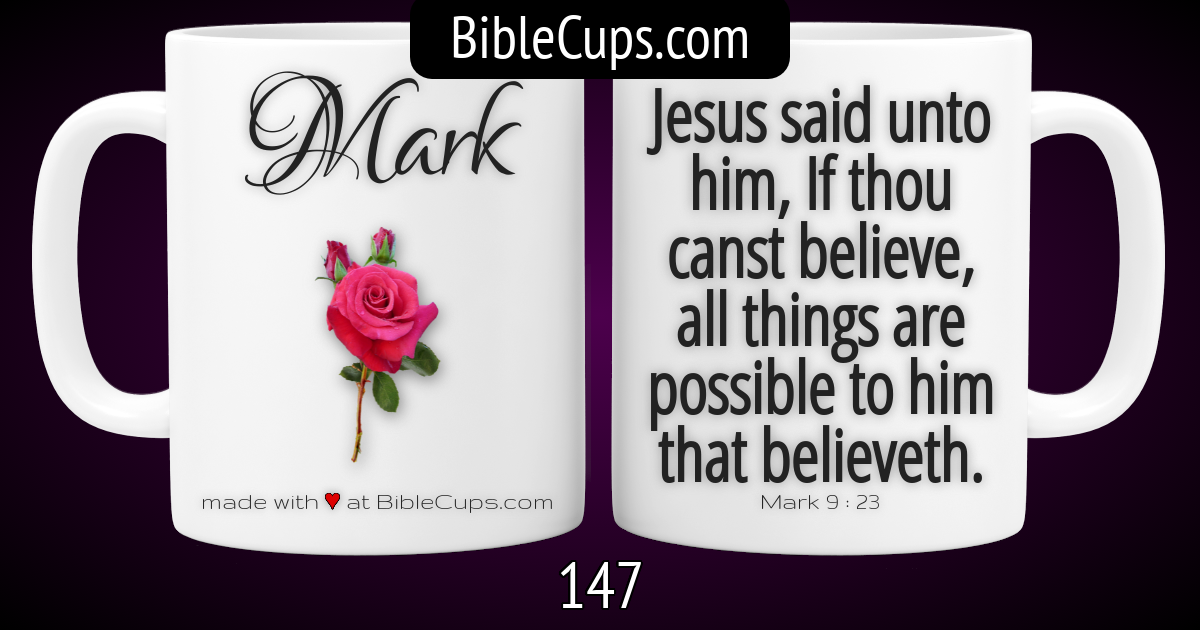 BibleCups.com
Mark
made with ♥ at BibleCups.com
Jesus said unto
him, If thou
canst believe,
all things are
possible to him
that believeth.
Mark 9 : 23
147